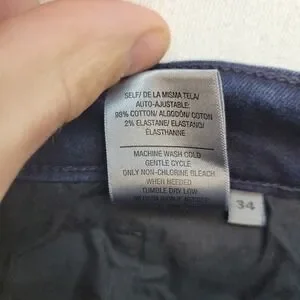 SELF/ DE LA MISMA TELA/
AUTO-AJUSTABLE:
98% COTTON/ ALGODÓN/ COTON
2% ELASTANE/ ELASTANO/
ÉLASTHANNE
MACHINE WASH COLD
GENTLE CYCLE
ONLY NON-CHLORINE BLEACH
WHEN NEEDED
TUMBLE DRY LOW
34